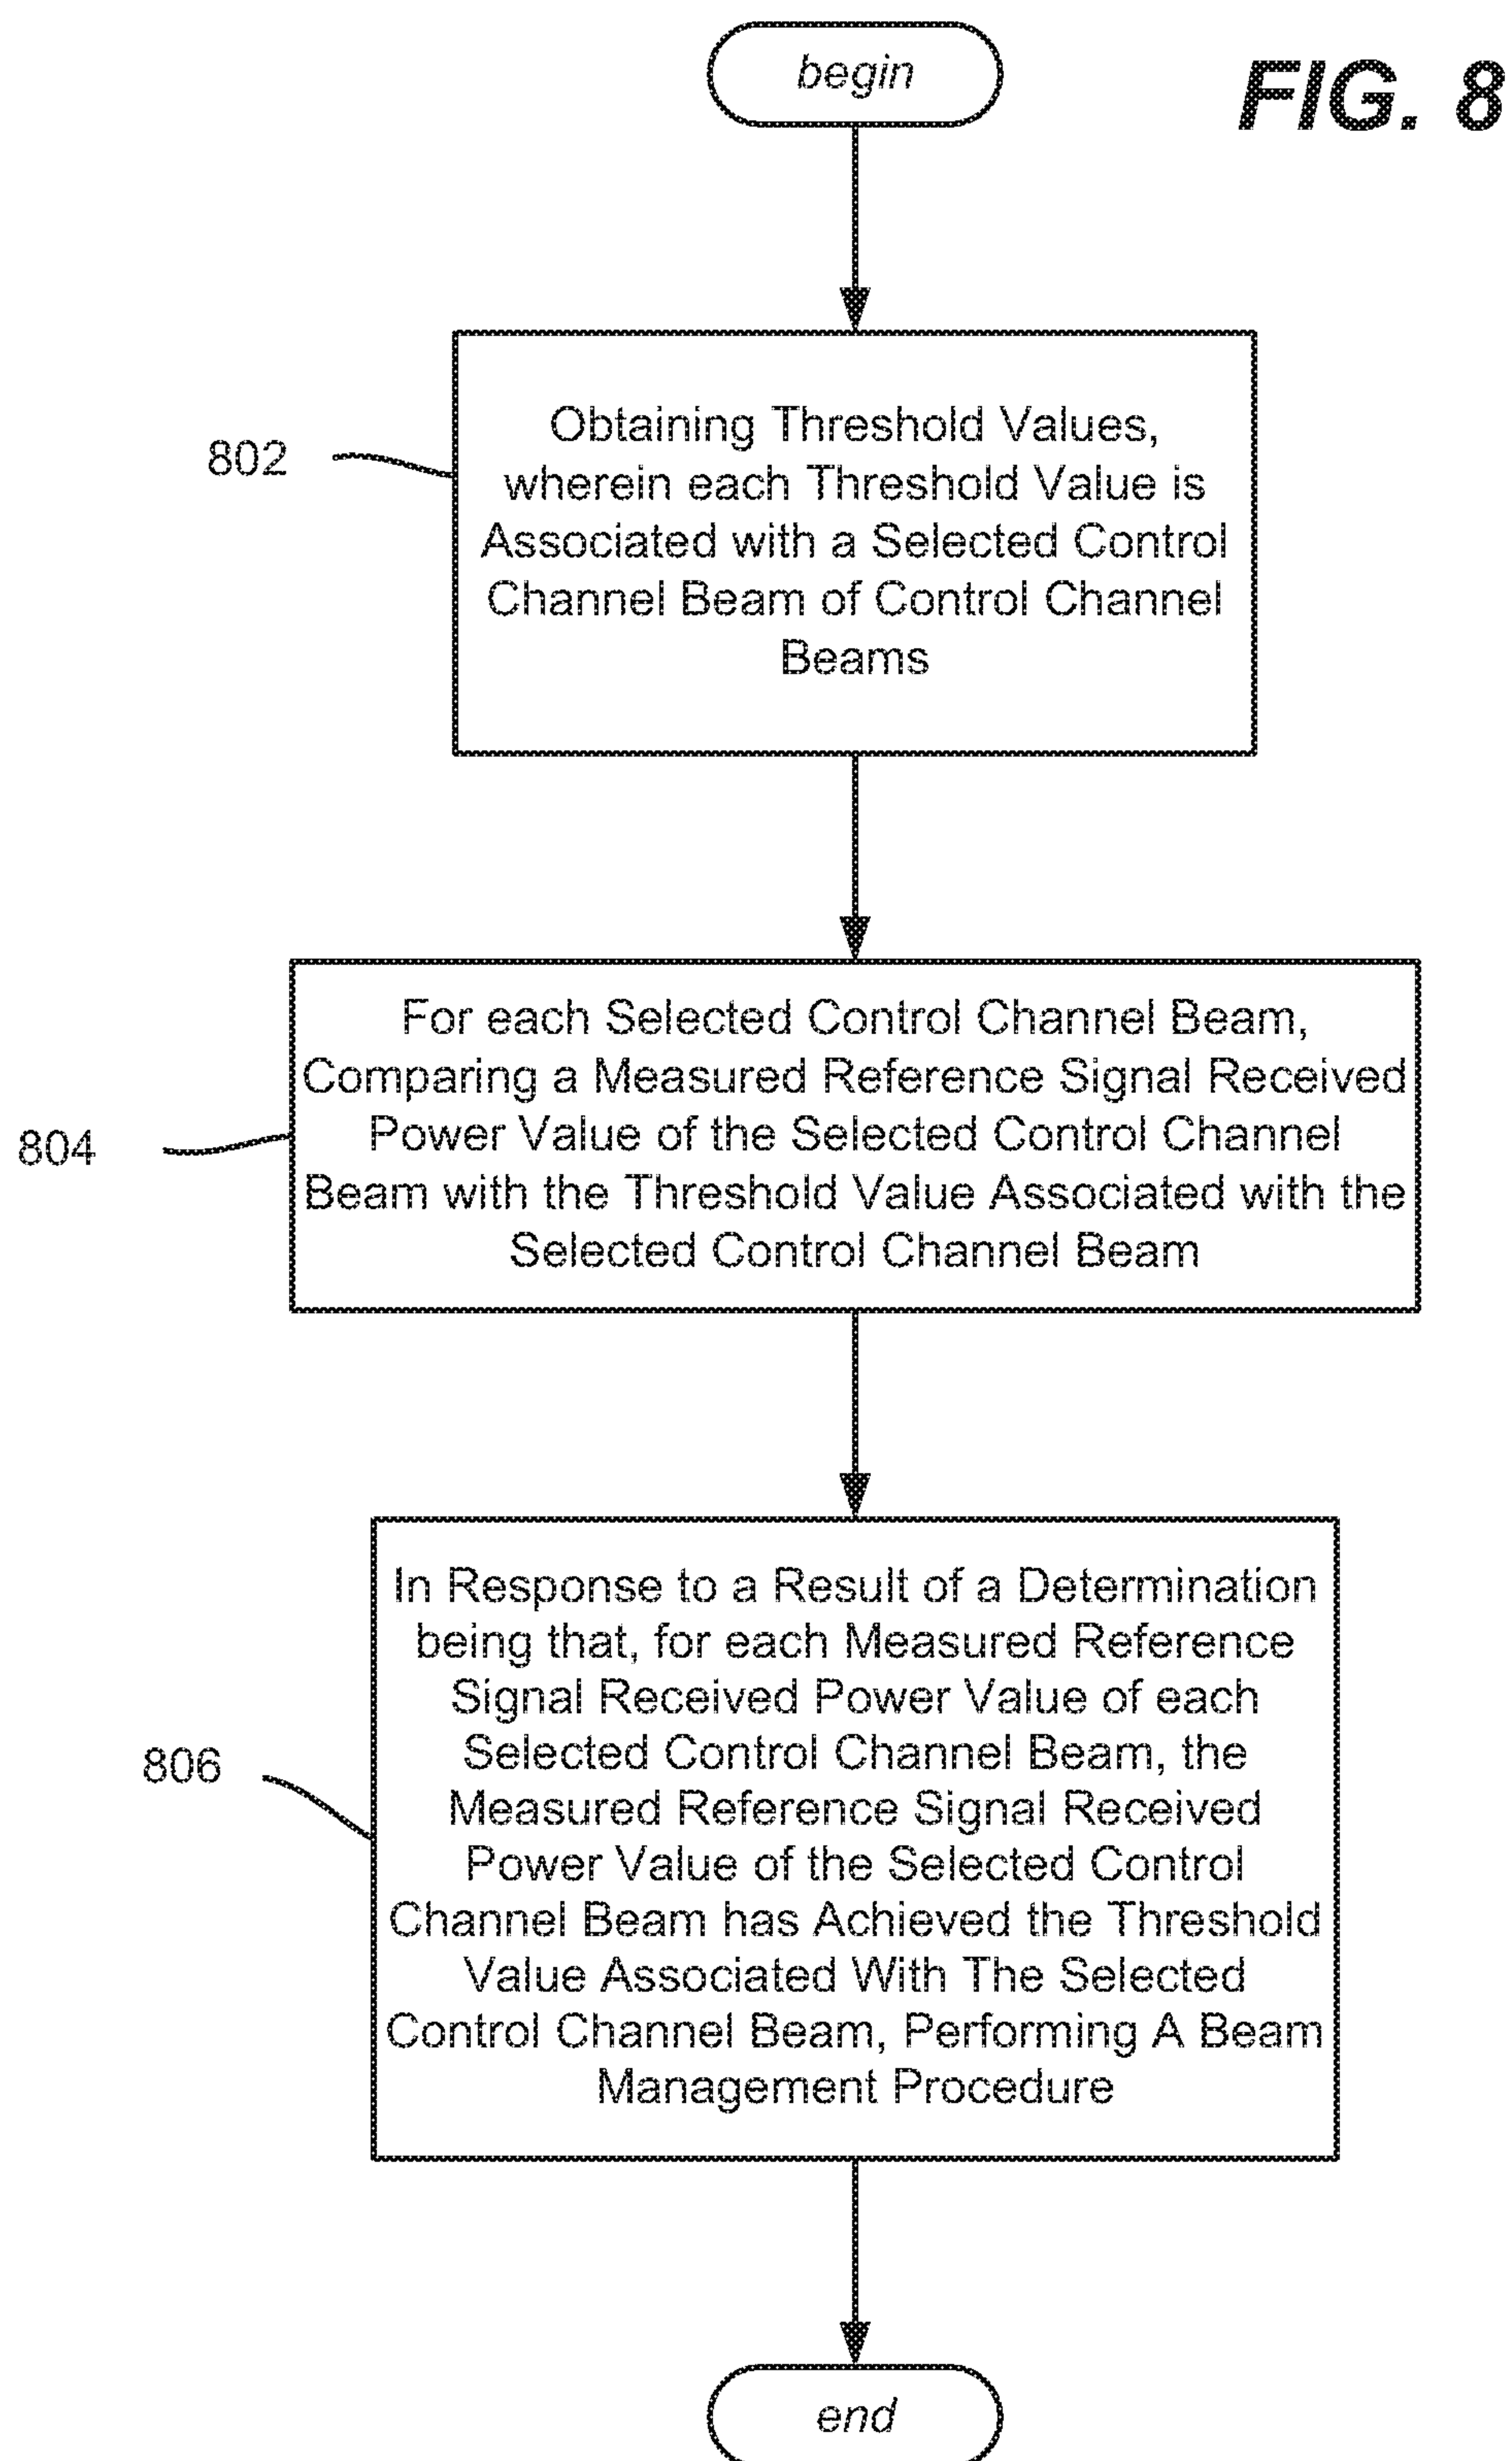 begin
FIG. 8
802
Obtaining Threshold Values,
wherein each Threshold Value is
Associated with a Selected Control
Channel Beam of Control Channel
Beams
804
For each Selected Control Channel Beam,
Comparing a Measured Reference Signal Received
Power Value of the Selected Control Channel
Beam with the Threshold Value Associated with the
Selected Control Channel Beam
806
In Response to a Result of a Determination
being that, for each Measured Reference
Signal Received Power Value of each
Selected Control Channel Beam, the
Measured Reference Signal Received
Power Value of the Selected Control
Channel Beam has Achieved the Threshold
Value Associated With The Selected
Control Channel Beam, Performing A Beam
Management Procedure
end